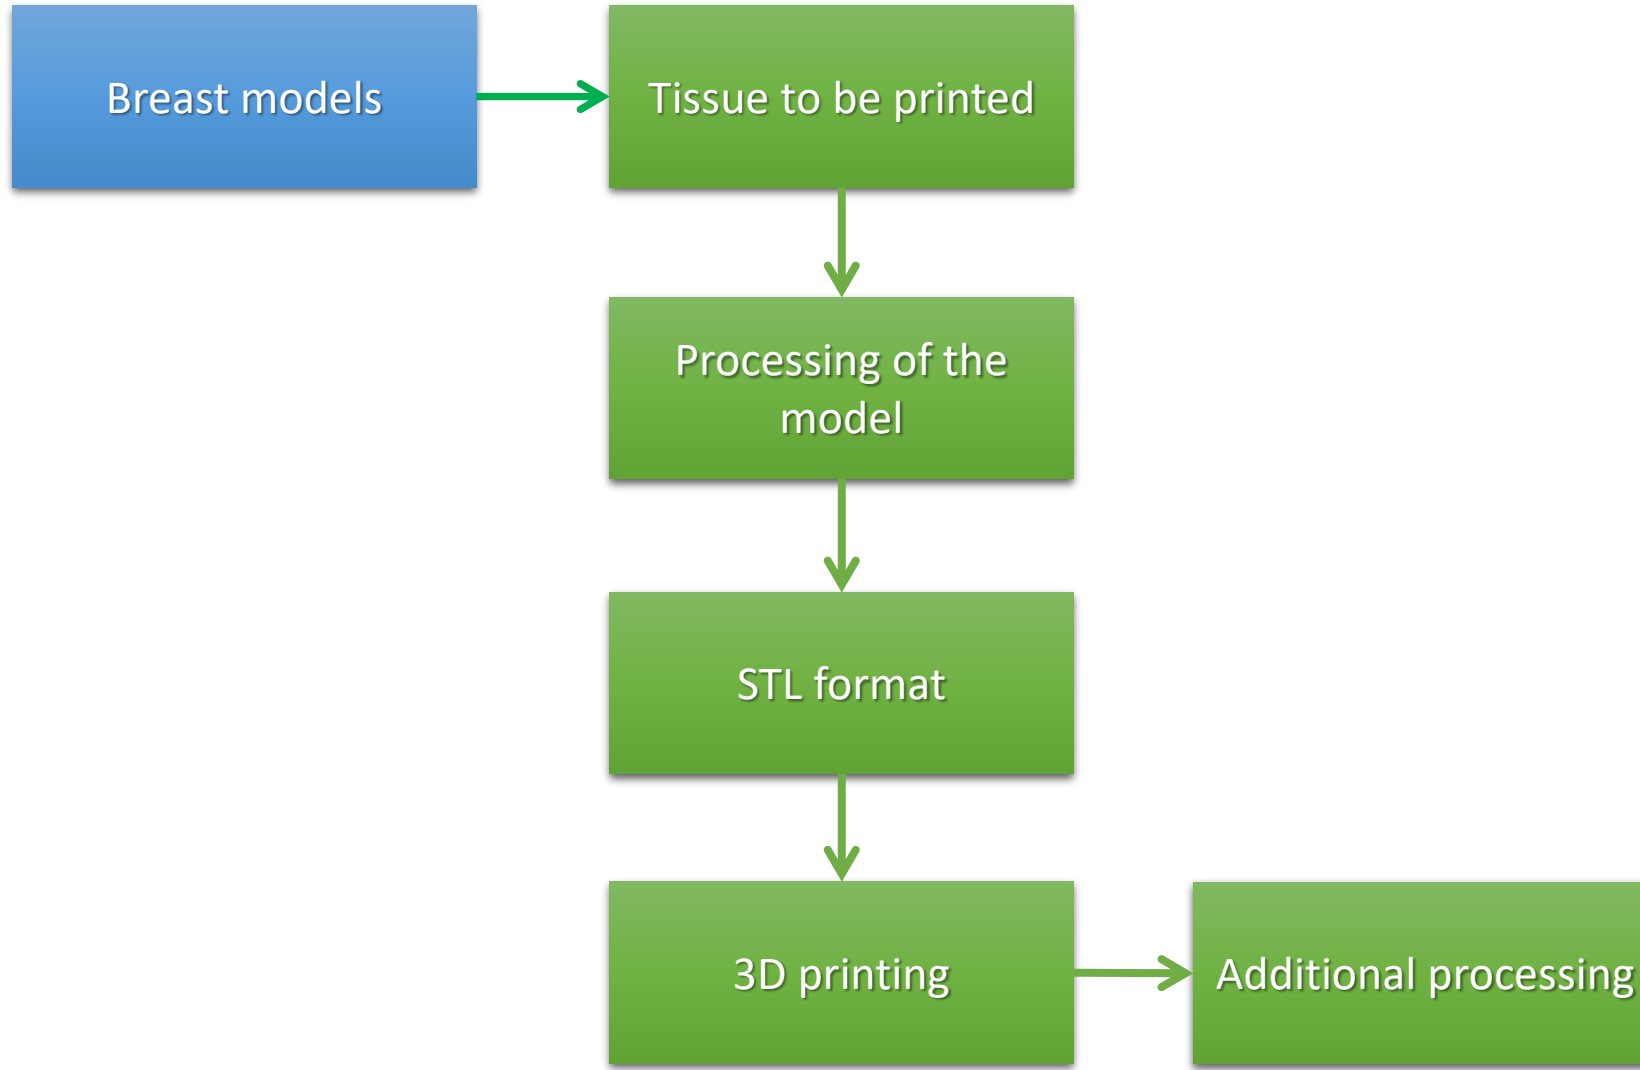 Breast models
Tissue to be printed
Processing of the
model
STL format
3D printing
Additional processing